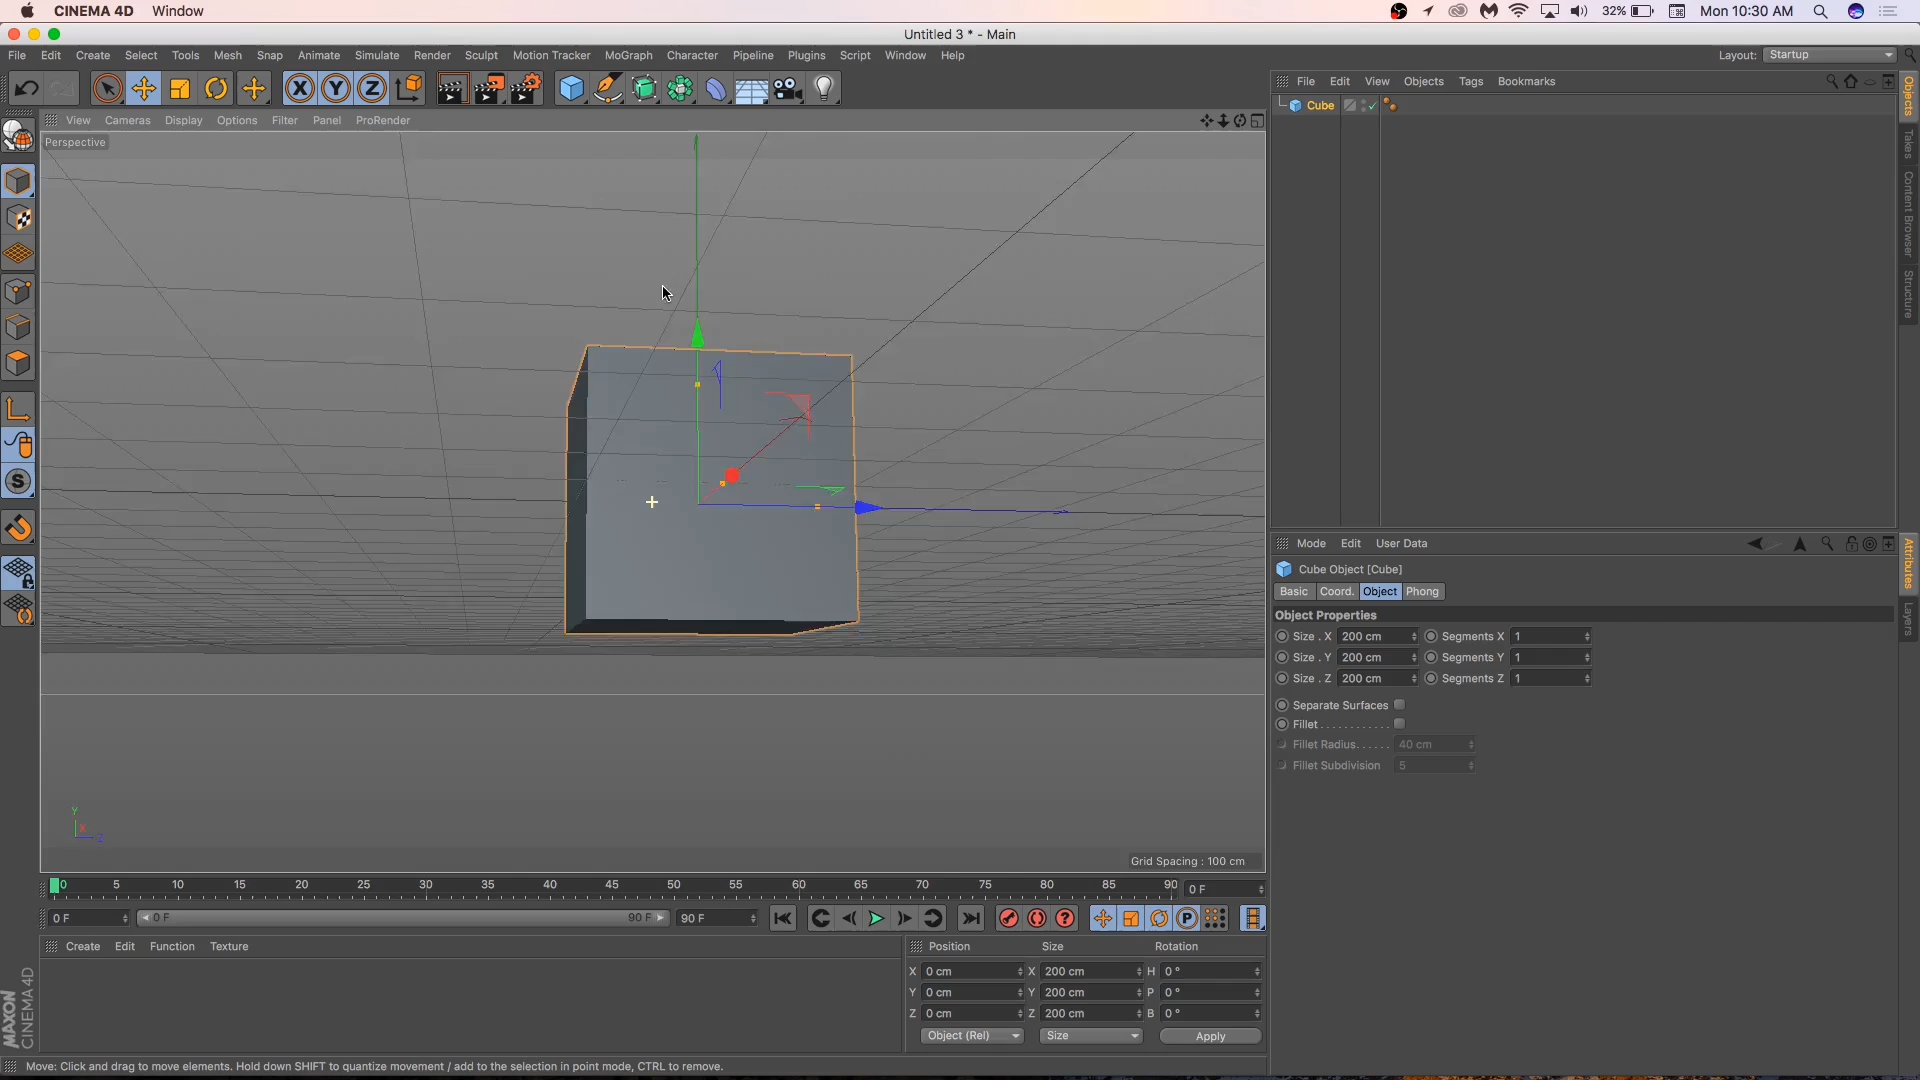 CINEMA 4D Window
32% Mon 10:30 AM
Untitled 3 * - Main
File Edit Create Select Tools Mesh Snap Animate Simulate Render Sculpt Motion Tracker MoGraph Character Pipeline Plugins Script Window Help
Layout: Startup
X Y Z
File Edit View Objects Tags Bookmarks
Cube
View Cameras Display Options Filter Panel ProRender
Perspective
S
Y
X
Z
Grid Spacing : 100 cm
Objects
Takes
Content Browser
Structure
Mode Edit User Data
Cube Object [Cube]
Basic Coord. Object Phong
Object Properties
Size . X 200 cm Segments X 1
Size . Y 200 cm Segments Y 1
Size . Z 200 cm Segments Z 1
Separate Surfaces
Fillet . . . . . . . . . . . .
Fillet Radius. . . . . . 40 cm
Fillet Subdivision 5
Attributes
Layers
0 5 10 15 20 25 30 35 40 45 50 55 60 65 70 75 80 85 90 0 F
0 F 0 F 90 F 90 F
? P
Create Edit Function Texture
Position Size Rotation
X 0 cm X 200 cm H 0 °
Y 0 cm Y 200 cm P 0 °
Z 0 cm Z 200 cm B 0 °
Object (Rel) Size Apply
MAXON
CINEMA 4D
Move: Click and drag to move elements. Hold down SHIFT to quantize movement / add to the selection in point mode, CTRL to remove.